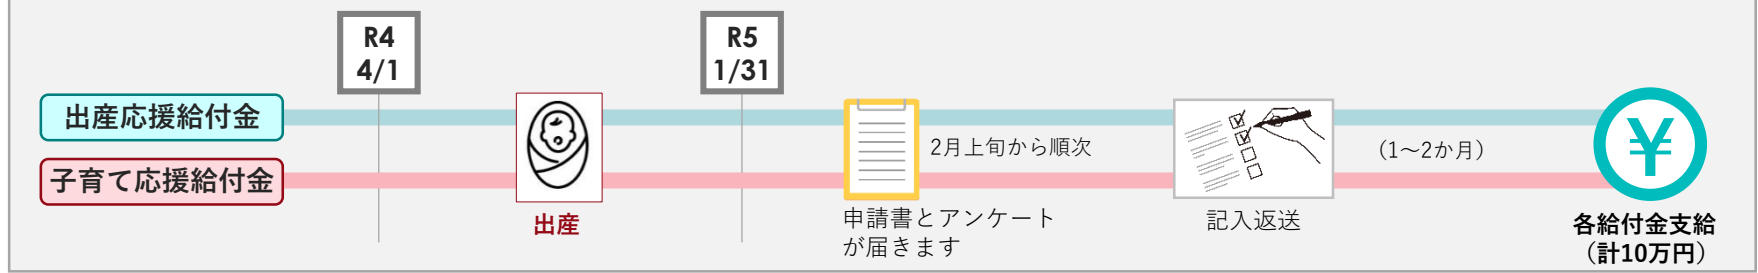 R4
4/1
R5
1/31
出産応援給付金
子育て応援給付金
出産
2月上旬から順次
申請書とアンケート
が届きます
記入返送
(1〜2か月)
¥
各給付金支給
（計10万円）